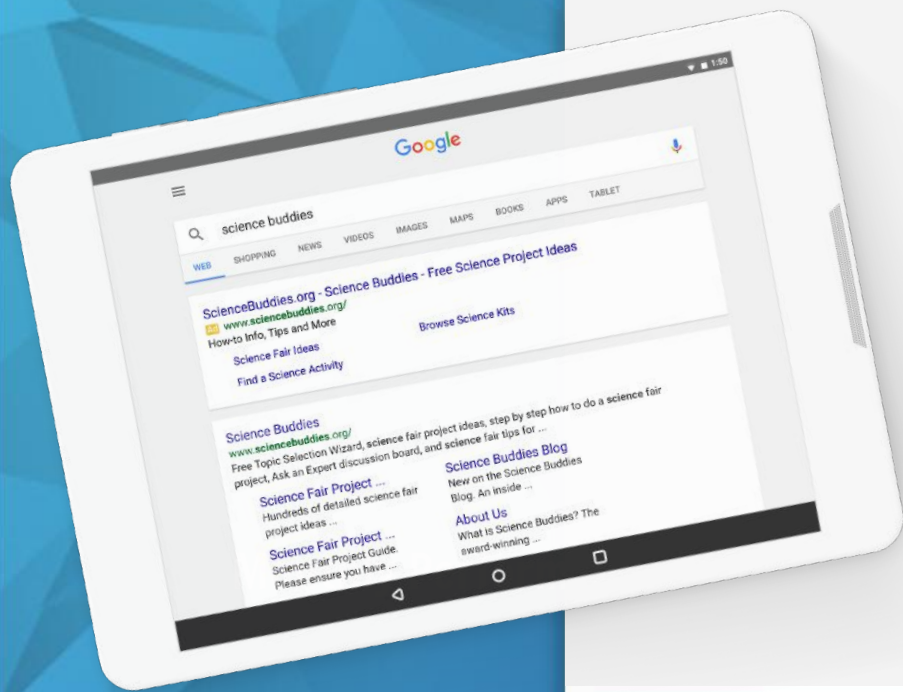 1:50
Google
science buddies
WEB SHOPPING NEWS VIDEOS IMAGES MAPS BOOKS APPS TABLET
ScienceBuddies.org - Science Buddies - Free Science Project Ideas
Ad www.sciencebuddies.org/
How-to Info, Tips and More
Science Fair Ideas Browse Science Kits
Find a Science Activity
Science Buddies
www.sciencebuddies.org/
Free Topic Selection Wizard, science fair project ideas, step by step how to do a science fair
project, Ask an Expert discussion board, and science fair tips for ...
Science Fair Project ...
Hundreds of detailed science fair
project ideas ...
Science Fair Project ...
Science Fair Project Guide.
Please ensure you have ...
Science Buddies Blog
New on the Science Buddies
Blog. An inside ...
About Us
What is Science Buddies? The
award-winning ...